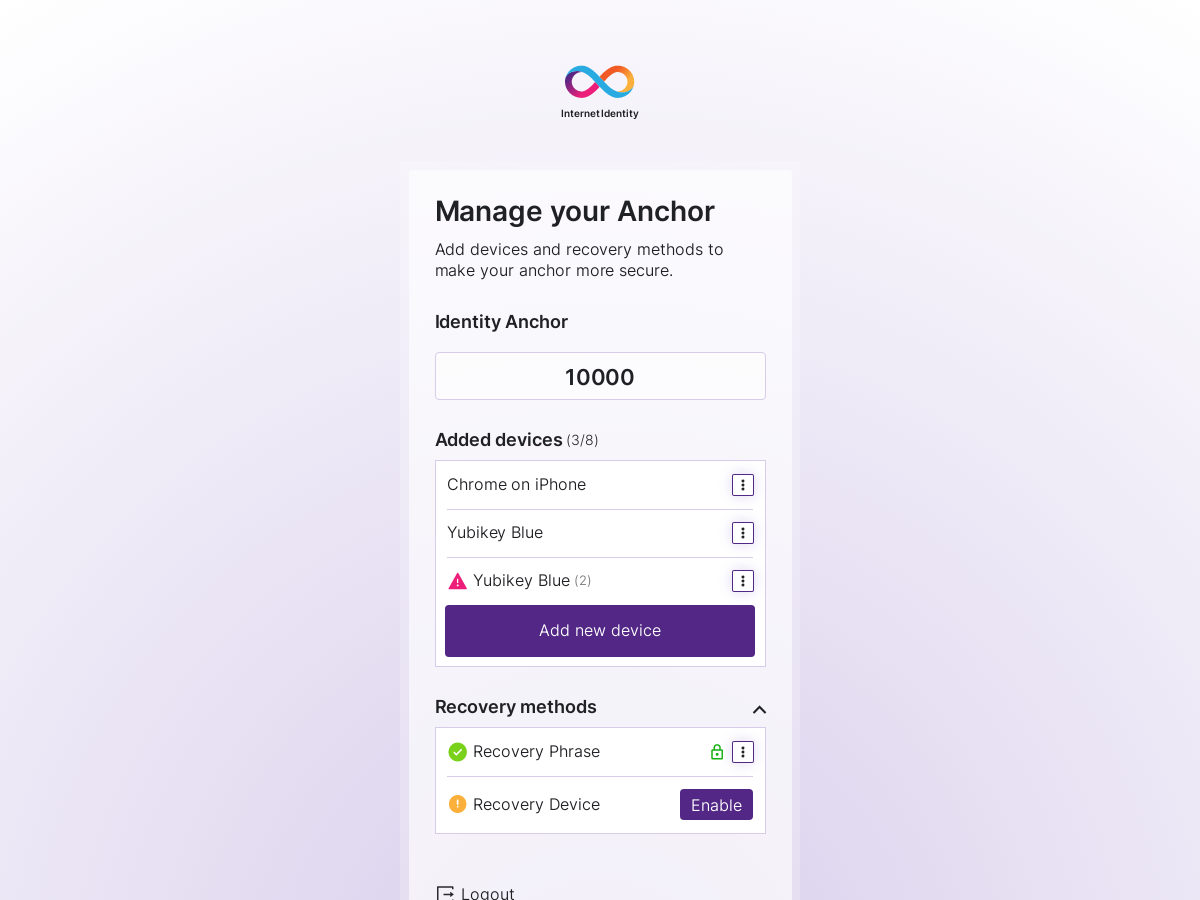 Internet Identity
Manage your Anchor
Add devices and recovery methods to
make your anchor more secure.
Identity Anchor
10000
Added devices (3/8)
Chrome on iPhone
Yubikey Blue
Yubikey Blue (2)
Add new device
Recovery methods
Recovery Phrase
Recovery Device
Enable
Logout